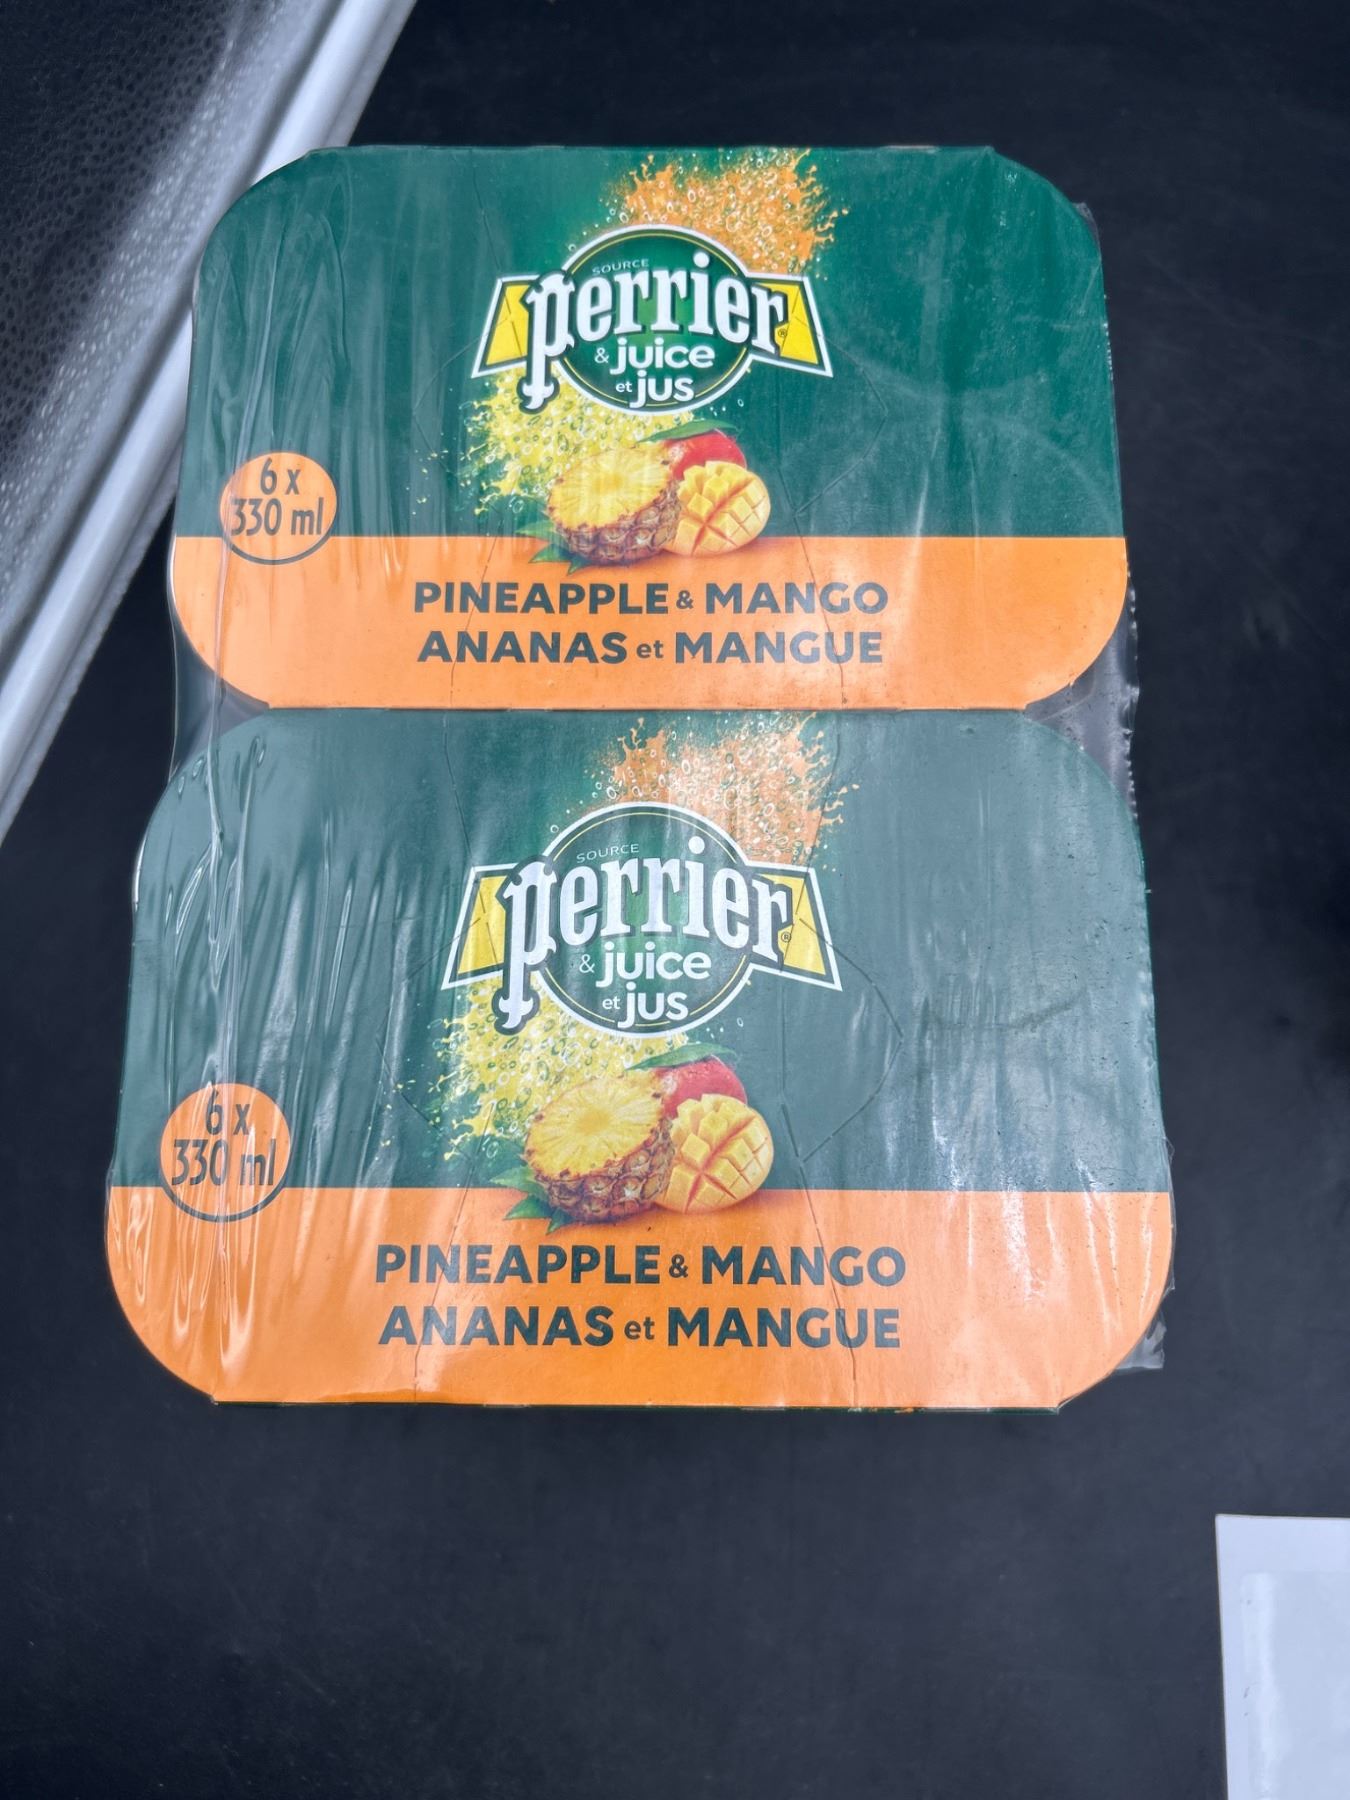 SOURCE
perrier®
& juice
et jus
6 x
330 ml
PINEAPPLE & MANGO
ANANAS et MANGUE
SOURCE
perrier®
& juice
et jus
6 x
330 ml
PINEAPPLE & MANGO
ANANAS et MANGUE